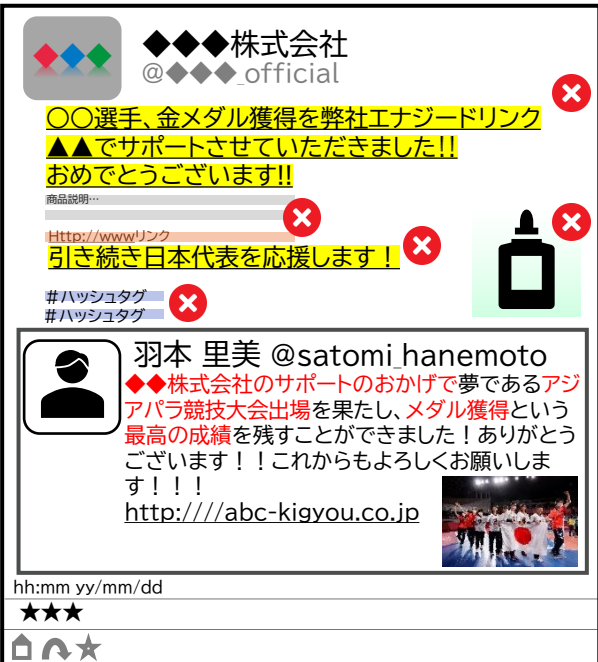 ◆◆◆株式会社
@◆◆◆_official
〇〇選手、金メダル獲得を弊社エナジードリンク
▲▲でサポートさせていただきました!!
おめでとうございます!!
商品説明…
Http://wwwリンク
引き続き日本代表を応援します！
#ハッシュタグ
#ハッシュタグ
羽本 里美 @satomi_hanemoto
◆◆株式会社のサポートのおかげで夢であるアジ
アパラ競技大会出場を果たし、メダル獲得という
最高の成績を残すことができました！ありがとう
ございます！！これからもよろしくお願いしま
す！！！
http:////abc-kigyou.co.jp
hh:mm yy/mm/dd
★★★